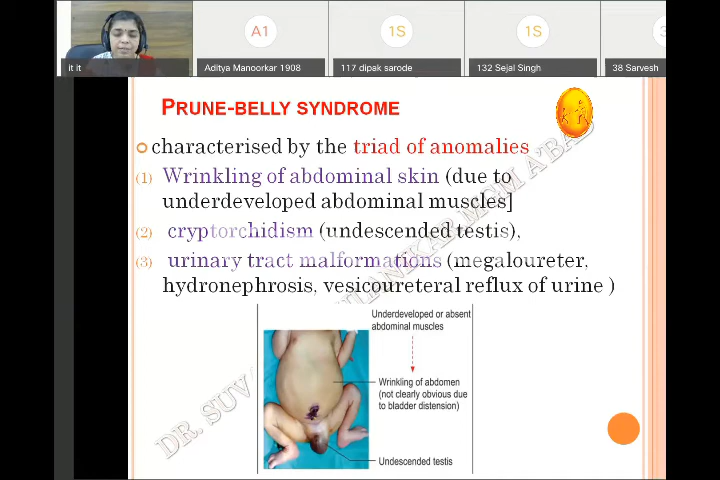 A1
1S
1S
it it
Aditya Manoorkar 1908
117 dipak sarode
132 Sejal Singh
38 Sarvesh
PRUNE-BELLY SYNDROME
characterised by the triad of anomalies
(1) Wrinkling of abdominal skin (due to
underdeveloped abdominal muscles]
(2) cryptorchidism (undescended testis),
(3) urinary tract malformations (megaloureter,
hydronephrosis, vesicoureteral reflux of urine )
Underdeveloped or absent
abdominal muscles
Wrinkling of abdomen
(not clearly obvious due
to bladder distension)
Undescended testis